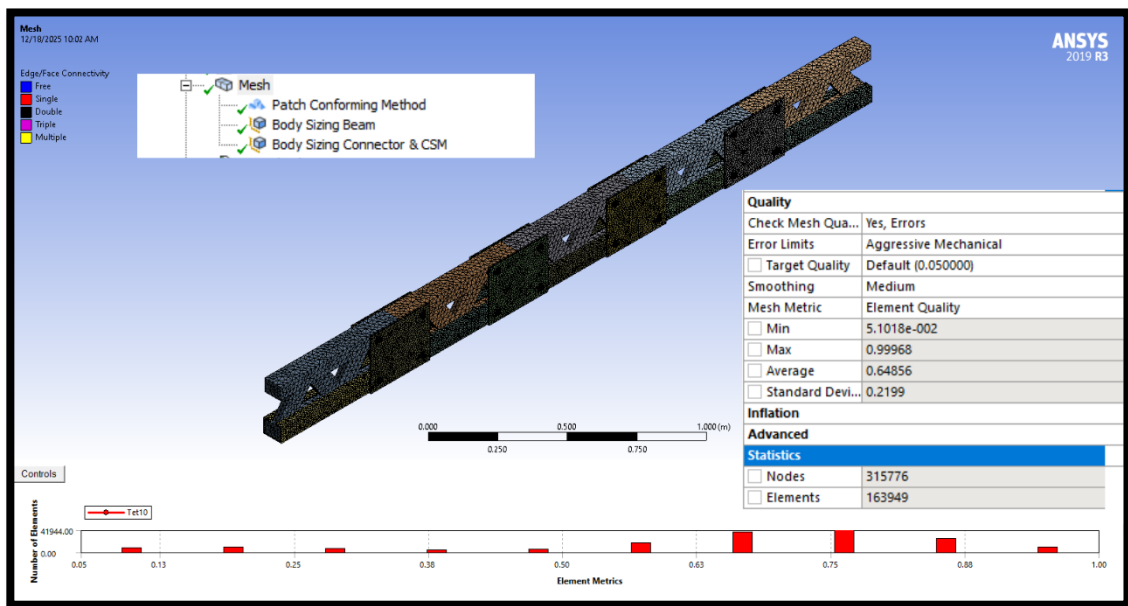 Mesh
12/18/2025 10:02 AM
ANSYS
2019 R3
Edge/Face Connectivity
Free
Single
Double
Triple
Multiple
Mesh
Patch Conforming Method
Body Sizing Beam
Body Sizing Connector & CSM
Quality
Check Mesh Qua... Yes, Errors
Error Limits Aggressive Mechanical
Target Quality Default (0.050000)
Smoothing Medium
Mesh Metric Element Quality
Min 5.1018e-002
Max 0.99968
Average 0.64856
Standard Devi... 0.2199
Inflation
Advanced
Statistics
Nodes 315776
Elements 163949
0.000 0.500 1.000 (m)
0.250 0.750
Controls
Tet10
Number of Elements
41944.00
0.00
0.05 0.13 0.25 0.38 0.50 0.63 0.75 0.88 1.00
Element Metrics